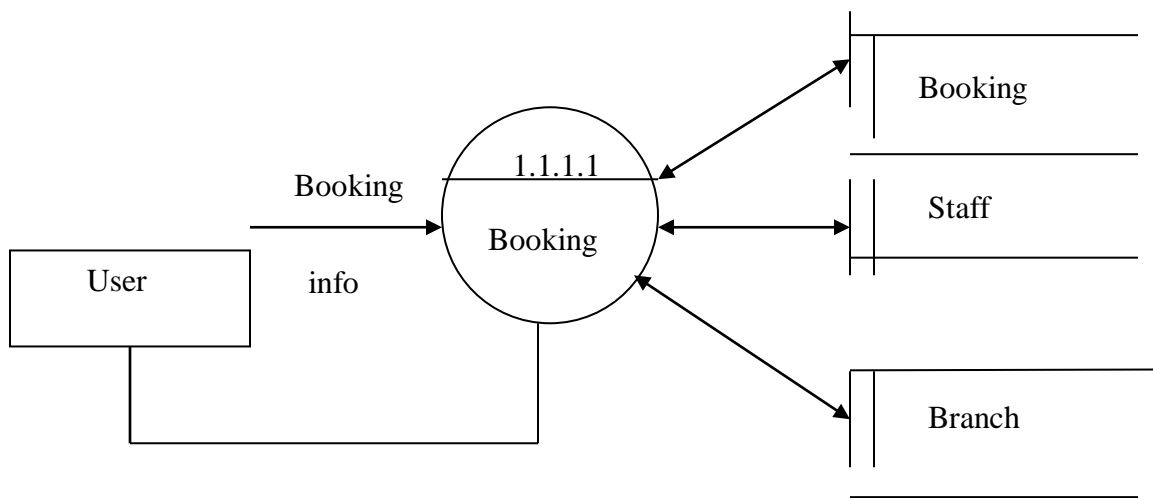 Booking
1.1.1.1
Booking
Staff
Booking
User
info
Branch